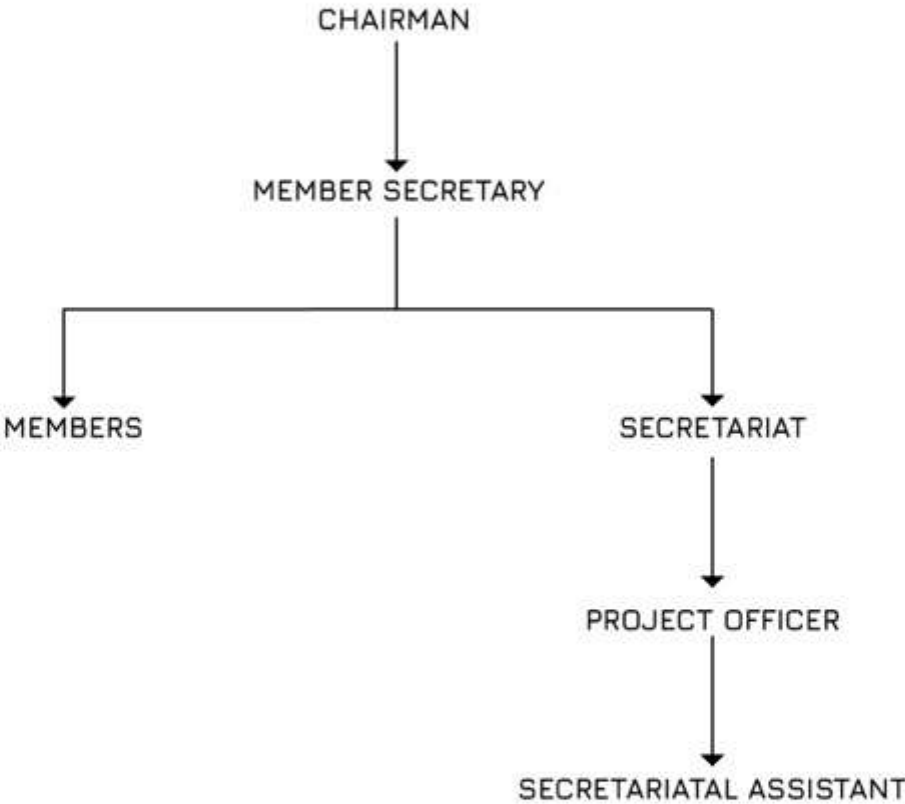 CHAIRMAN
MEMBER SECRETARY
MEMBERS
SECRETARIAT
PROJECT OFFICER
SECRETARIATAL ASSISTANT